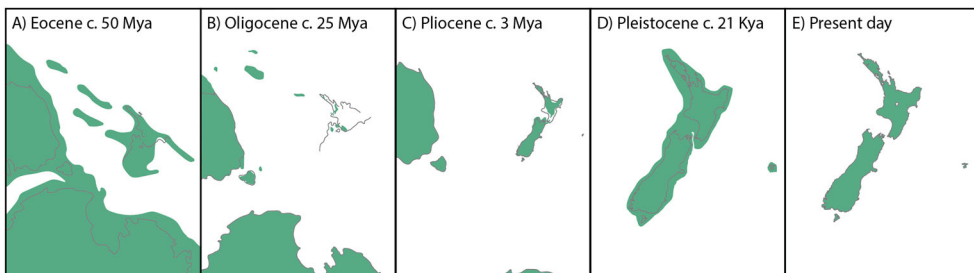 A) Eocene c. 50 Mya
B) Oligocene c. 25 Mya
C) Pliocene c. 3 Mya
D) Pleistocene c. 21 Kya
E) Present day